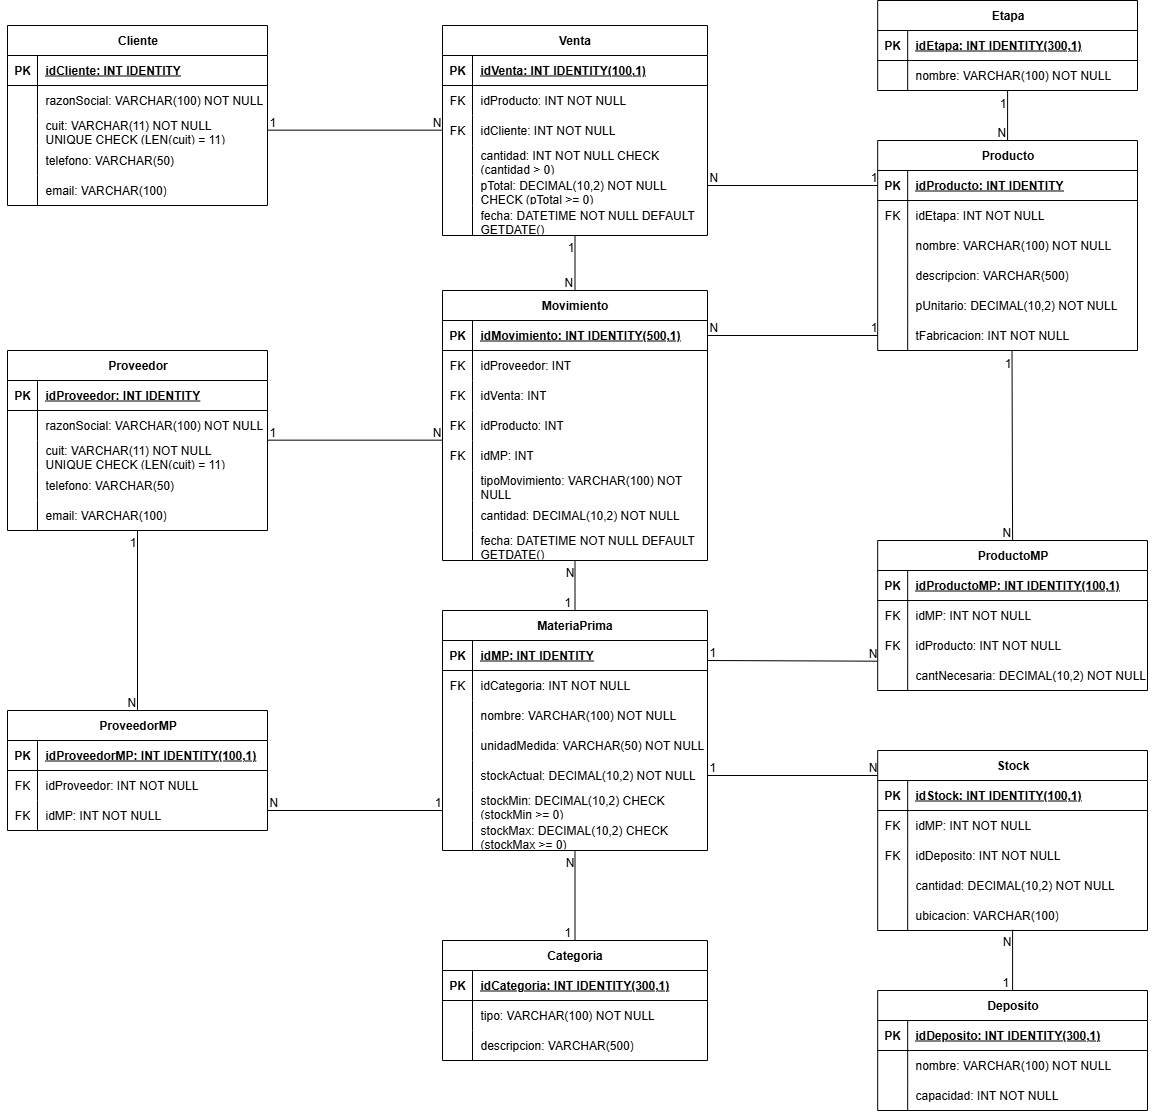 Cliente
PK idCliente: INT IDENTITY
razonSocial: VARCHAR(100) NOT NULL
cuit: VARCHAR(11) NOT NULL
UNIQUE CHECK (LEN(cuit) = 11)
telefono: VARCHAR(50)
email: VARCHAR(100)
1
N
Venta
PK idVenta: INT IDENTITY(100,1)
FK idProducto: INT NOT NULL
FK idCliente: INT NOT NULL
cantidad: INT NOT NULL CHECK
(cantidad > 0)
pTotal: DECIMAL(10,2) NOT NULL
CHECK (pTotal >= 0)
fecha: DATETIME NOT NULL DEFAULT
GETDATE()
N
1
1
N
Etapa
PK idEtapa: INT IDENTITY(300,1)
nombre: VARCHAR(100) NOT NULL
1
N
Producto
PK idProducto: INT IDENTITY
FK idEtapa: INT NOT NULL
nombre: VARCHAR(100) NOT NULL
descripcion: VARCHAR(500)
pUnitario: DECIMAL(10,2) NOT NULL
tFabricacion: INT NOT NULL
1
N
Movimiento
PK idMovimiento: INT IDENTITY(500,1)
FK idProveedor: INT
FK idVenta: INT
FK idProducto: INT
FK idMP: INT
tipoMovimiento: VARCHAR(100) NOT
NULL
cantidad: DECIMAL(10,2) NOT NULL
fecha: DATETIME NOT NULL DEFAULT
GETDATE()
N
1
N
1
Proveedor
PK idProveedor: INT IDENTITY
razonSocial: VARCHAR(100) NOT NULL
cuit: VARCHAR(11) NOT NULL
UNIQUE CHECK (LEN(cuit) = 11)
telefono: VARCHAR(50)
email: VARCHAR(100)
1
N
1
N
ProveedorMP
PK idProveedorMP: INT IDENTITY(100,1)
FK idProveedor: INT NOT NULL
FK idMP: INT NOT NULL
N
1
MateriaPrima
PK idMP: INT IDENTITY
FK idCategoria: INT NOT NULL
nombre: VARCHAR(100) NOT NULL
unidadMedida: VARCHAR(50) NOT NULL
stockActual: DECIMAL(10,2) NOT NULL
stockMin: DECIMAL(10,2) CHECK
(stockMin >= 0)
stockMax: DECIMAL(10,2) CHECK
(stockMax >= 0)
1
N
1
N
N
1
ProductoMP
PK idProductoMP: INT IDENTITY(100,1)
FK idMP: INT NOT NULL
FK idProducto: INT NOT NULL
cantNecesaria: DECIMAL(10,2) NOT NULL
Stock
PK idStock: INT IDENTITY(100,1)
FK idMP: INT NOT NULL
FK idDeposito: INT NOT NULL
cantidad: DECIMAL(10,2) NOT NULL
ubicacion: VARCHAR(100)
N
1
Categoria
PK idCategoria: INT IDENTITY(300,1)
tipo: VARCHAR(100) NOT NULL
descripcion: VARCHAR(500)
Deposito
PK idDeposito: INT IDENTITY(300,1)
nombre: VARCHAR(100) NOT NULL
capacidad: INT NOT NULL